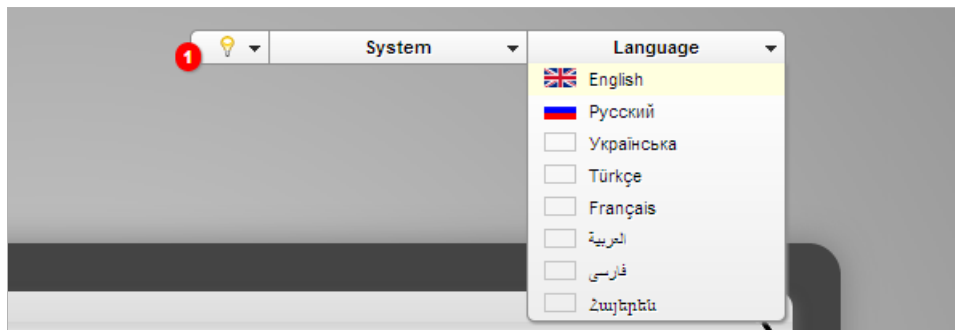 1
System
Language
English
Русский
Українська
Türkçe
Français
العربية
فارسی
Հայերեն